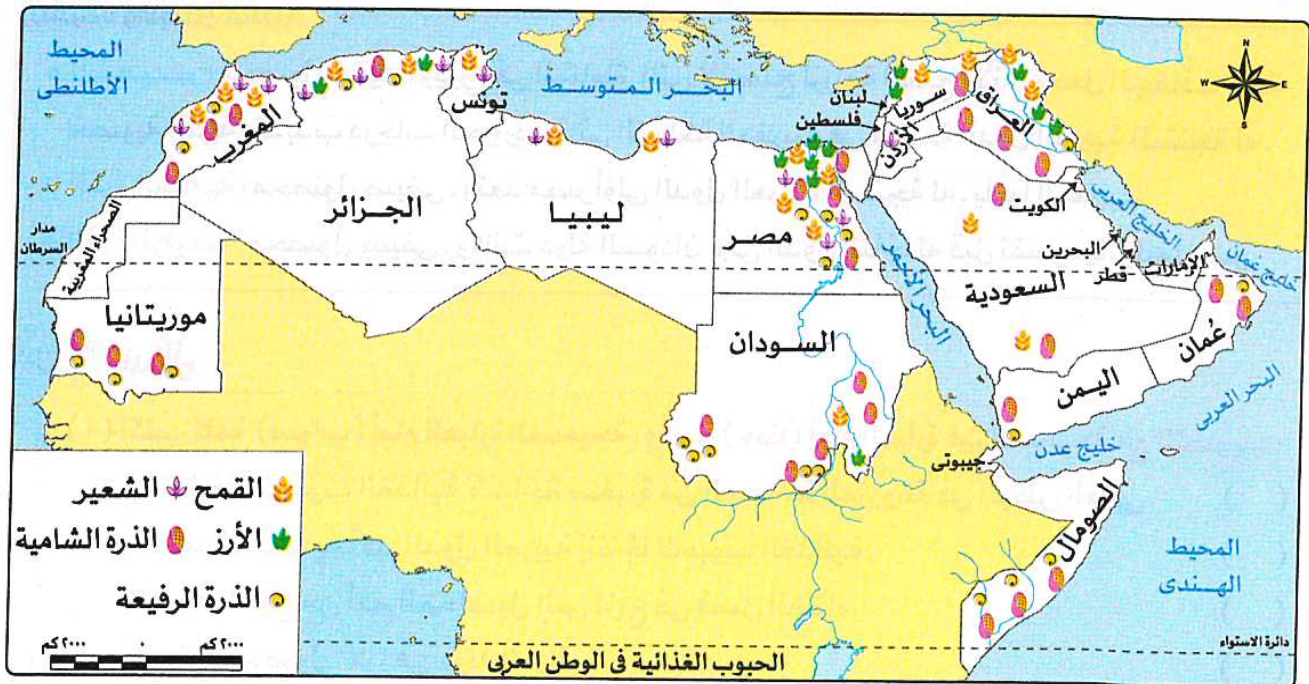 المحيط
الأطلنطى
البحر المتوسط
N
W
E
S
تونس
لبنان
سوريا
فلسطين
العراق
الأردن
المغرب
الجزائر
ليبيا
مصر
الكويت
الخليج العربى
البحرين
قطر
الإمارات
خليج عمان
مدار
السرطان
الصحراء المغربية
السعودية
البحر الأحمر
موريتانيا
السودان
عُمان
اليمن
البحر العربى
خليج عدن
جيبوتى
الصومال
المحيط
الهندى
القمح
الشعير
الأرز
الذرة الشامية
الذرة الرفيعة
٢٠٠٠ كم
٠
٢٠٠٠ كم
دائرة الاستواء
الحبوب الغذائية فى الوطن العربى